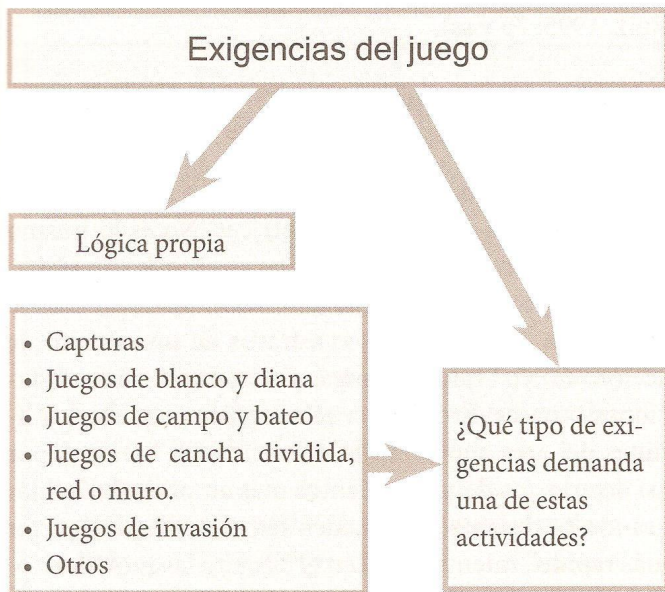 Exigencias del juego
Lógica propia
• Capturas
• Juegos de blanco y diana
• Juegos de campo y bateo
• Juegos de cancha dividida,
red o muro.
• Juegos de invasión
• Otros
¿Qué tipo de exi-
gencias demanda
una de estas
actividades?